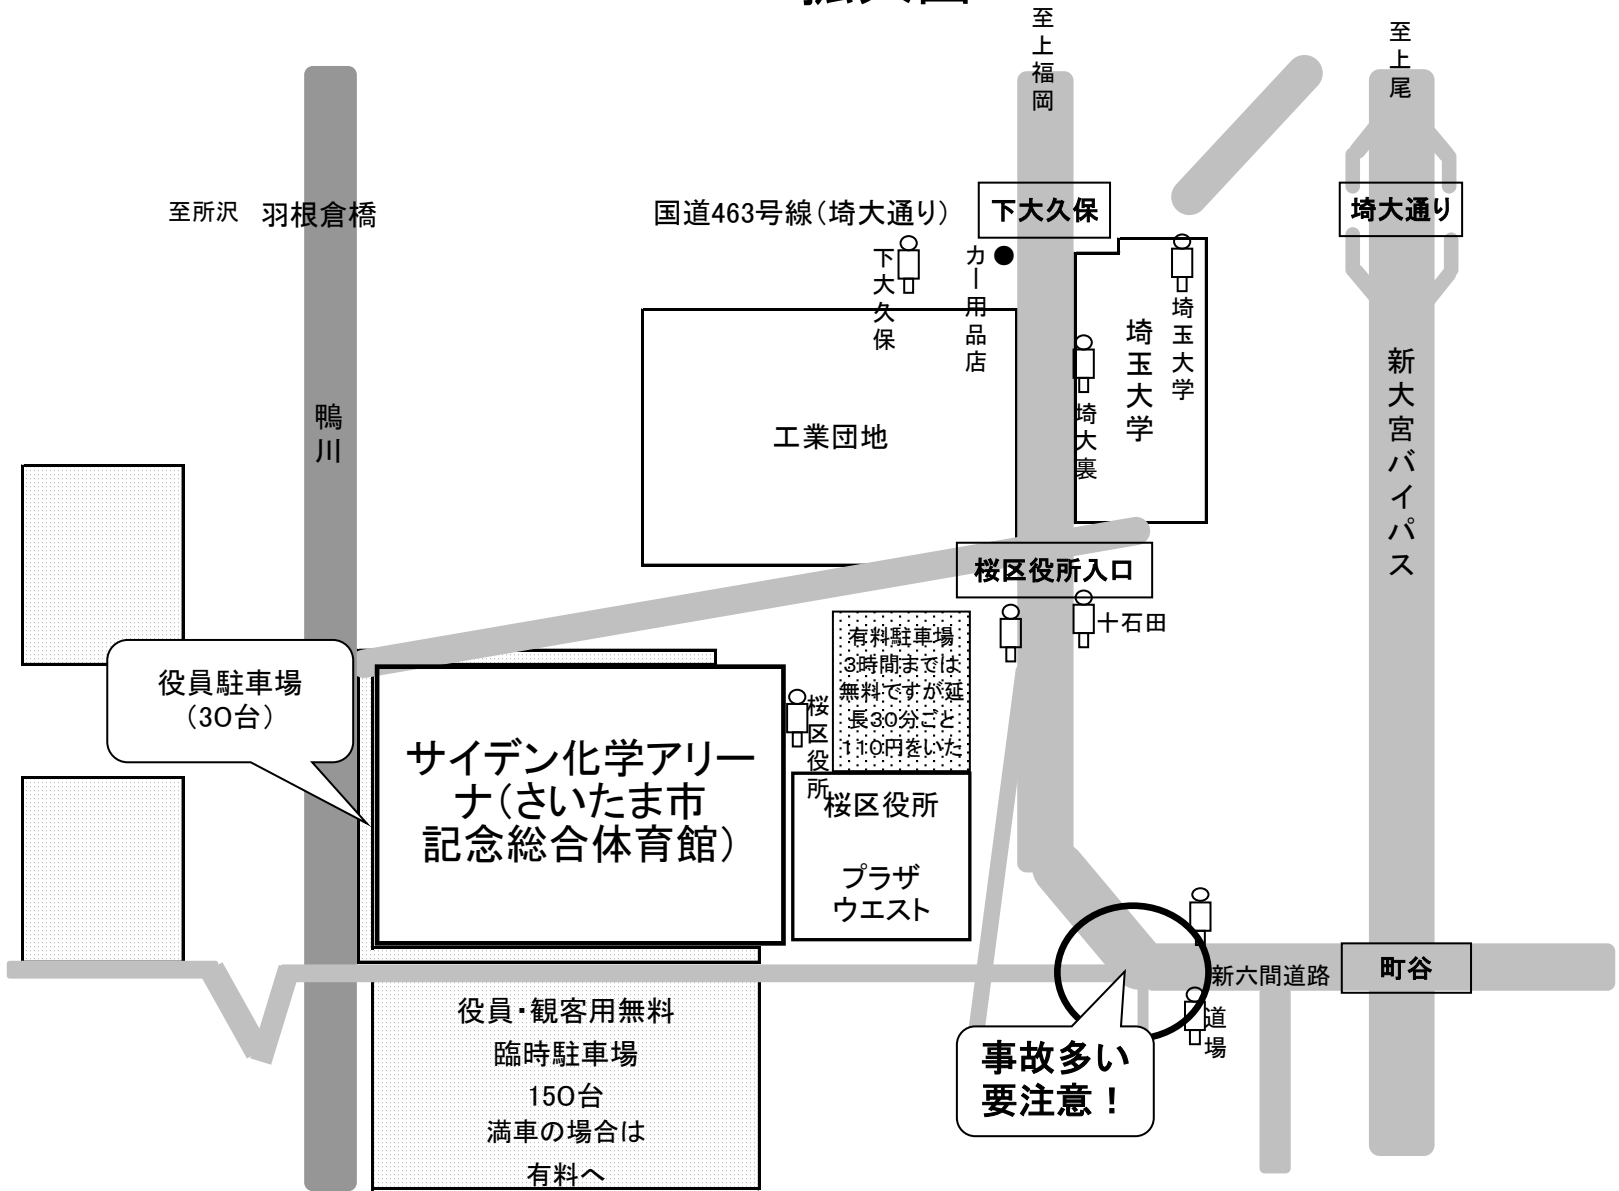 至上福岡
至上尾
至所沢
羽根倉橋
国道463号線（埼大通り）
下大久保
埼大通り
下大久保
カー用品店
埼玉大学
埼玉大学
埼大裏
新大宮バイパス
鴨川
工業団地
桜区役所入口
十石田
役員駐車場
（30台）
有料駐車場
3時間までは
無料ですが延
長30分ごと
110円をいた
桜区役所
サイデン化学アリー
ナ（さいたま市
記念総合体育館）
桜区役所
プラザ
ウエスト
新六間道路
町谷
道場
事故多い
要注意！
役員・観客用無料
臨時駐車場
150台
満車の場合は
有料へ